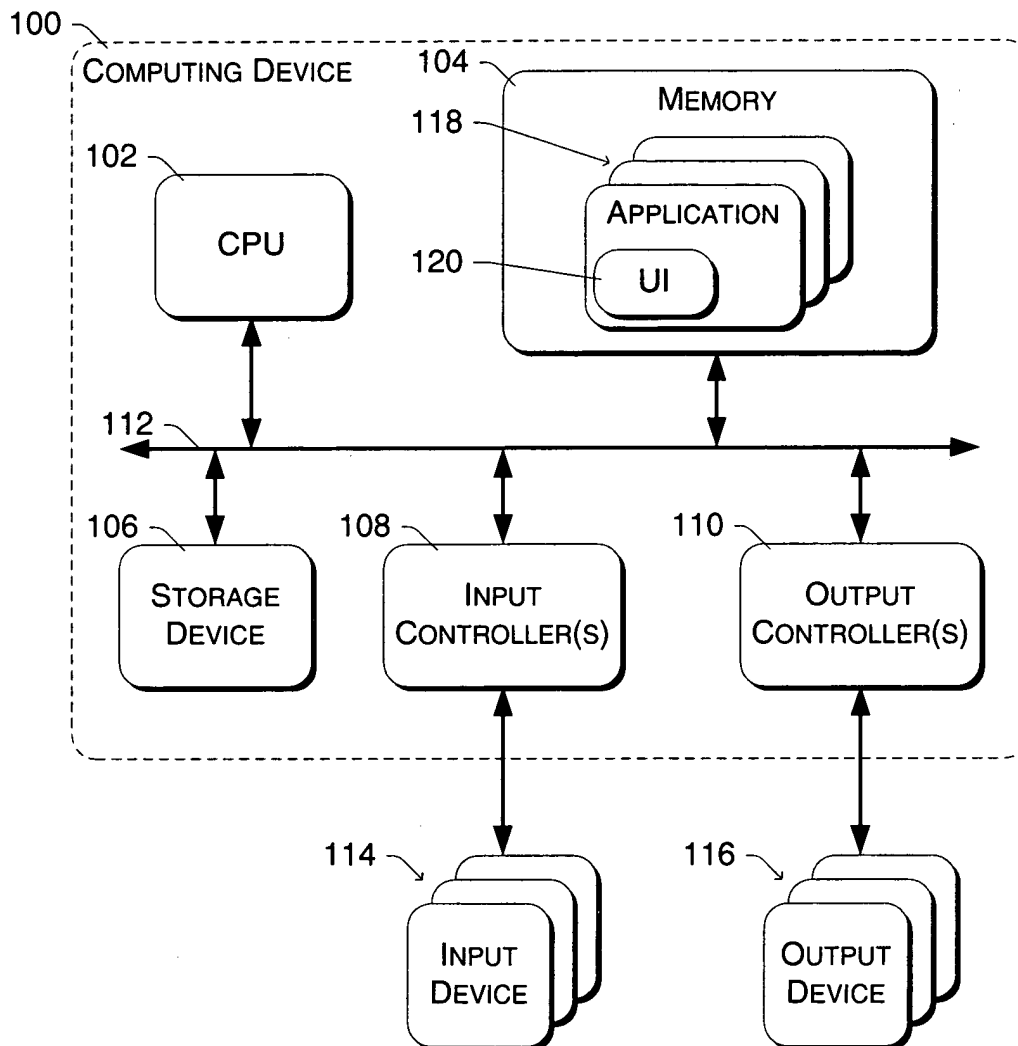 100
COMPUTING DEVICE
104
MEMORY
118
102
APPLICATION
CPU
120
UI
112
106
108
110
STORAGE
DEVICE
INPUT
CONTROLLER(S)
OUTPUT
CONTROLLER(S)
114
116
INPUT
DEVICE
OUTPUT
DEVICE